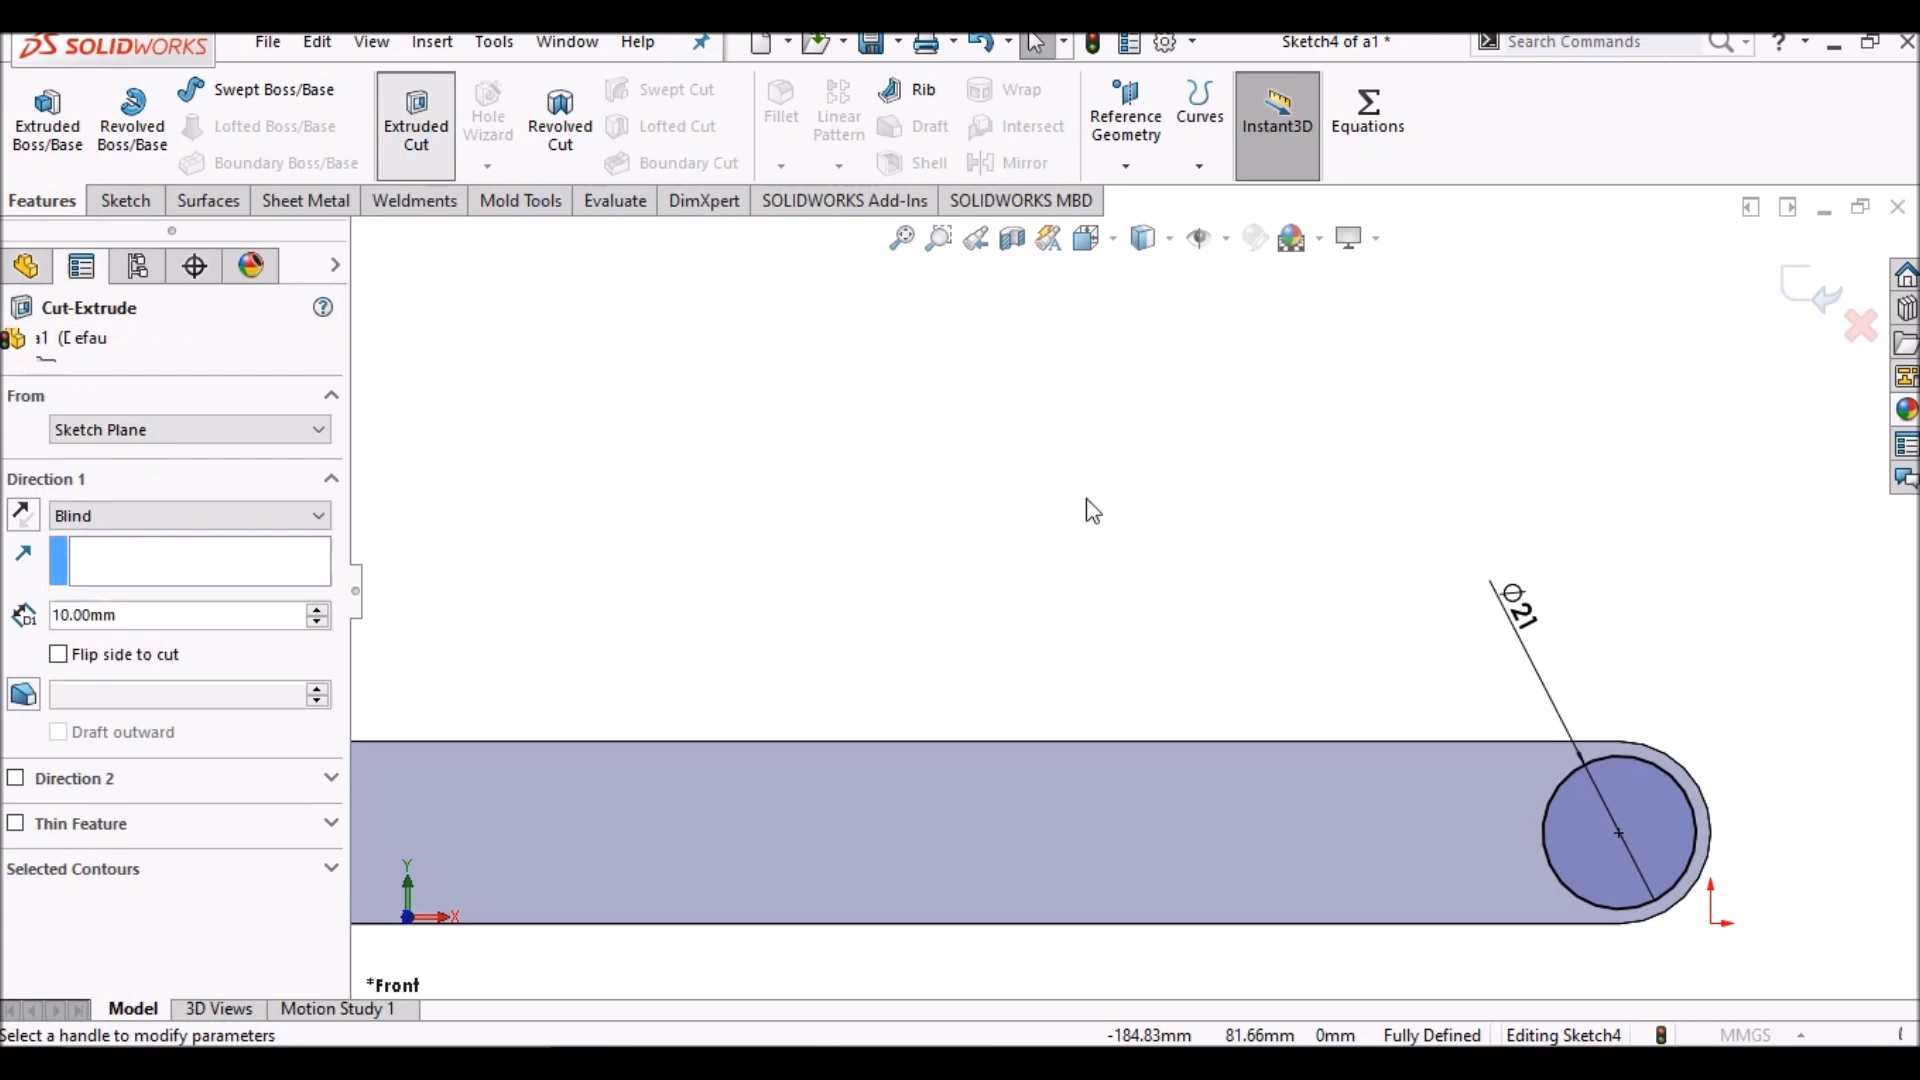 SOLIDWORKS File Edit View Insert Tools Window Help Sketch4 of a1 * Search Commands ?
Extruded Boss/Base
Revolved Boss/Base
Swept Boss/Base
Lofted Boss/Base
Boundary Boss/Base
Extruded Cut
Hole Wizard
Revolved Cut
Swept Cut
Lofted Cut
Boundary Cut
Fillet
Linear Pattern
Rib
Draft
Shell
Wrap
Intersect
Mirror
Reference Geometry
Curves
Instant3D
Equations
Features Sketch Surfaces Sheet Metal Weldments Mold Tools Evaluate DimXpert SOLIDWORKS Add-Ins SOLIDWORKS MBD
Cut-Extrude
a1 (Defau
From
Sketch Plane
Direction 1
Blind
D1 10.00mm
Flip side to cut
Draft outward
Direction 2
Thin Feature
Selected Contours
∅21
Y
X
*Front
Model 3D Views Motion Study 1
Select a handle to modify parameters -184.83mm 81.66mm 0mm Fully Defined Editing Sketch4 MMGS